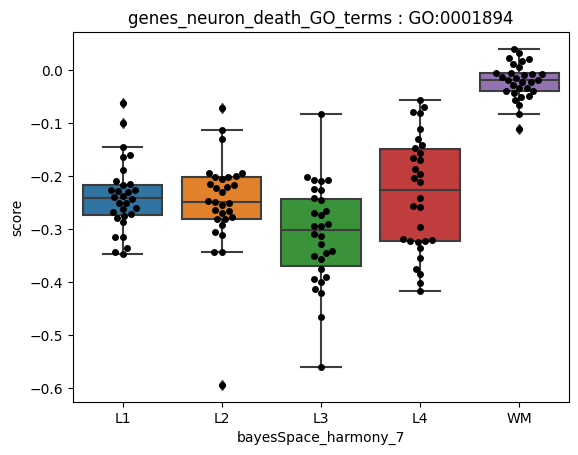 genes_neuron_death_GO_terms : GO:0001894
0.0
−0.1
−0.2
−0.3
−0.4
−0.5
−0.6
score
L1 L2 L3 L4 WM
bayesSpace_harmony_7